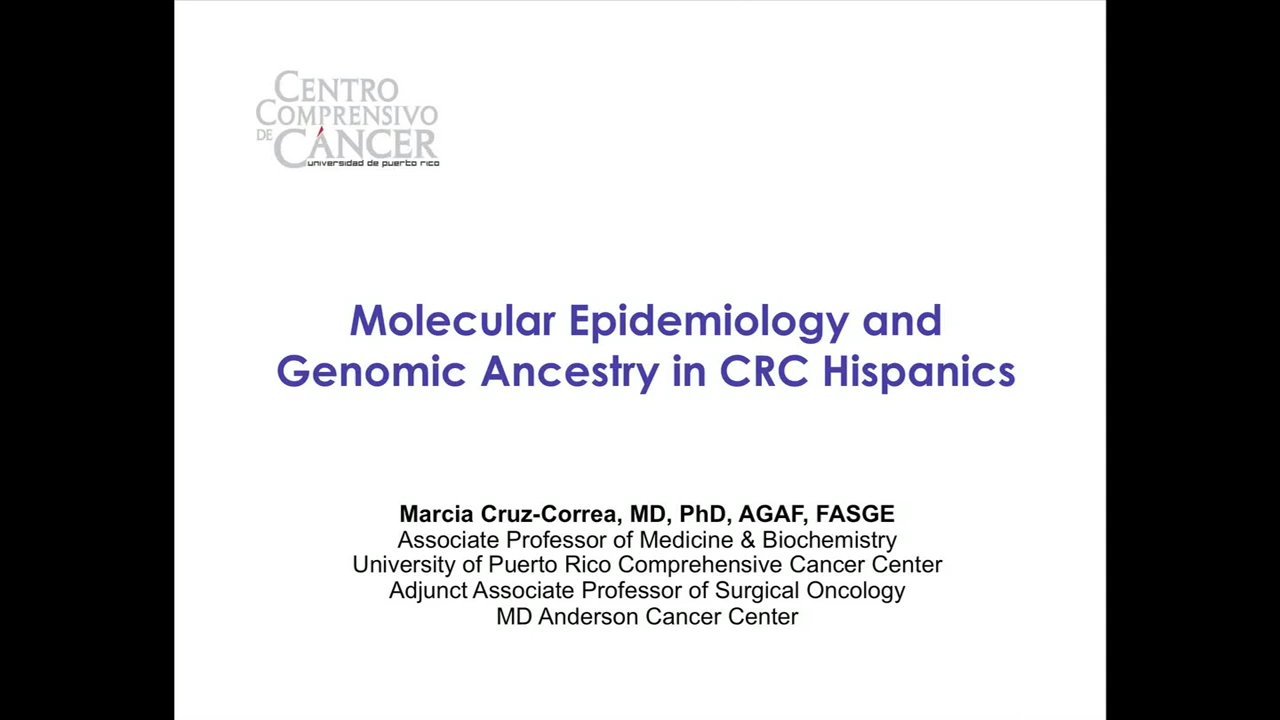 CENTRO
COMPRENSIVO
DE CÁNCER
universidad de puerto rico
Molecular Epidemiology and
Genomic Ancestry in CRC Hispanics
Marcia Cruz-Correa, MD, PhD, AGAF, FASGE
Associate Professor of Medicine & Biochemistry
University of Puerto Rico Comprehensive Cancer Center
Adjunct Associate Professor of Surgical Oncology
MD Anderson Cancer Center